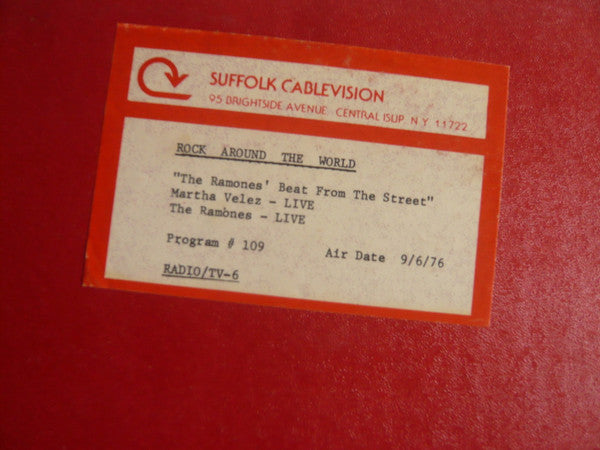 SUFFOLK CABLEVISION
95 BRIGHTSIDE AVENUE CENTRAL ISLIP N.Y. 11722
ROCK AROUND THE WORLD
"The Ramones' Beat From The Street"
Martha Velez - LIVE
The Ramones - LIVE
Program # 109 Air Date 9/6/76
RADIO/TV-6